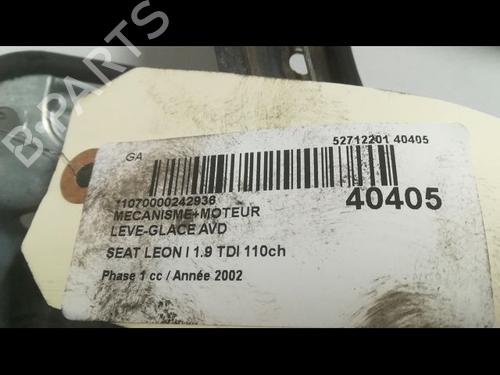 B-PARTS
GA
52712201 40405
*1070000242936
40405
MECANISME+MOTEUR
LEVE-GLACE AVD
SEAT LEON I 1.9 TDI 110ch
Phase 1 cc / Année 2002